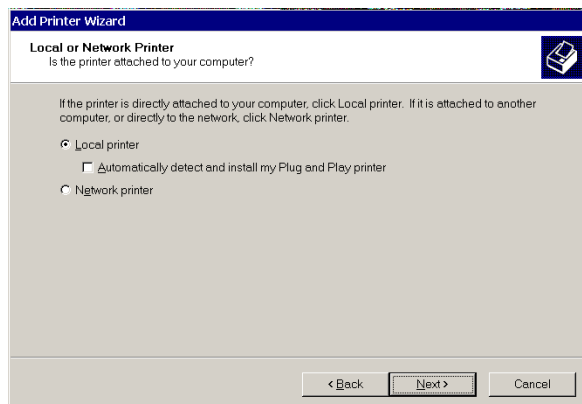 Add Printer Wizard
Local or Network Printer
Is the printer attached to your computer?
If the printer is directly attached to your computer, click Local printer. If it is attached to another
computer, or directly to the network, click Network printer.
Local printer
Automatically detect and install my Plug and Play printer
Network printer
< Back
Next >
Cancel